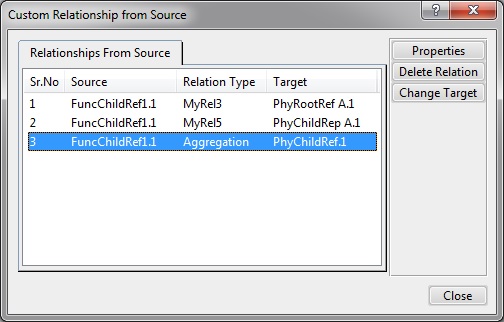 Custom Relationship from Source
?
Relationships From Source
Properties
Delete Relation
Change Target
Sr.No Source Relation Type Target
1 FuncChildRef1.1 MyRel3 PhyRootRef A.1
2 FuncChildRef1.1 MyRel5 PhyChildRep A.1
3 FuncChildRef1.1 Aggregation PhyChildRef.1
Close